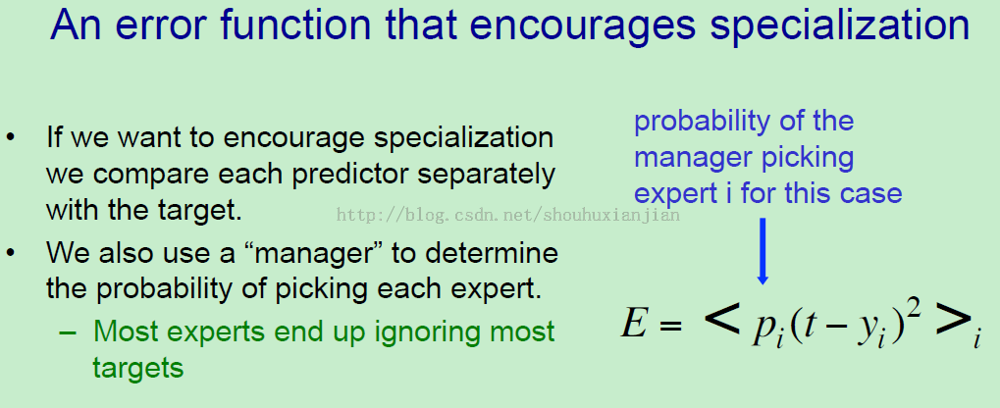 An error function that encourages specialization
• If we want to encourage specialization
we compare each predictor separately
with the target.
• We also use a “manager” to determine
the probability of picking each expert.
– Most experts end up ignoring most
targets
probability of the
manager picking
expert i for this case
E = < p_i (t − y_i)^2 >_i
http://blog.csdn.net/shouhuxianjian